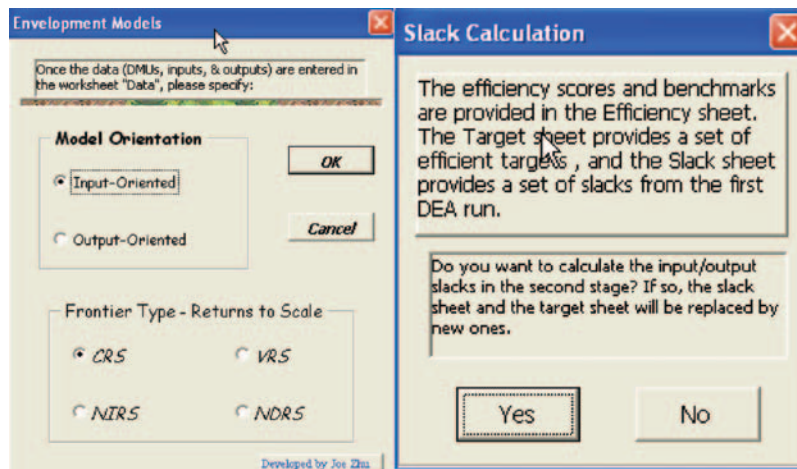 Envelopment Models
Once the data (DMUs, inputs, & outputs) are entered in
the worksheet "Data", please specify:
Model Orientation
Input-Oriented
Output-Oriented
OK
Cancel
Frontier Type - Returns to Scale
CRS
VRS
NIRS
NDRS
Developed by Joe Zhu
Slack Calculation
The efficiency scores and benchmarks
are provided in the Efficiency sheet.
The Target sheet provides a set of
efficient targets , and the Slack sheet
provides a set of slacks from the first
DEA run.
Do you want to calculate the input/output
slacks in the second stage? If so, the slack
sheet and the target sheet will be replaced by
new ones.
Yes
No